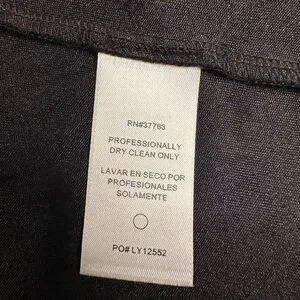 RN#37763
PROFESSIONALLY
DRY CLEAN ONLY
LAVAR EN SECO POR
PROFESIONALES
SOLAMENTE
PO# LY12552